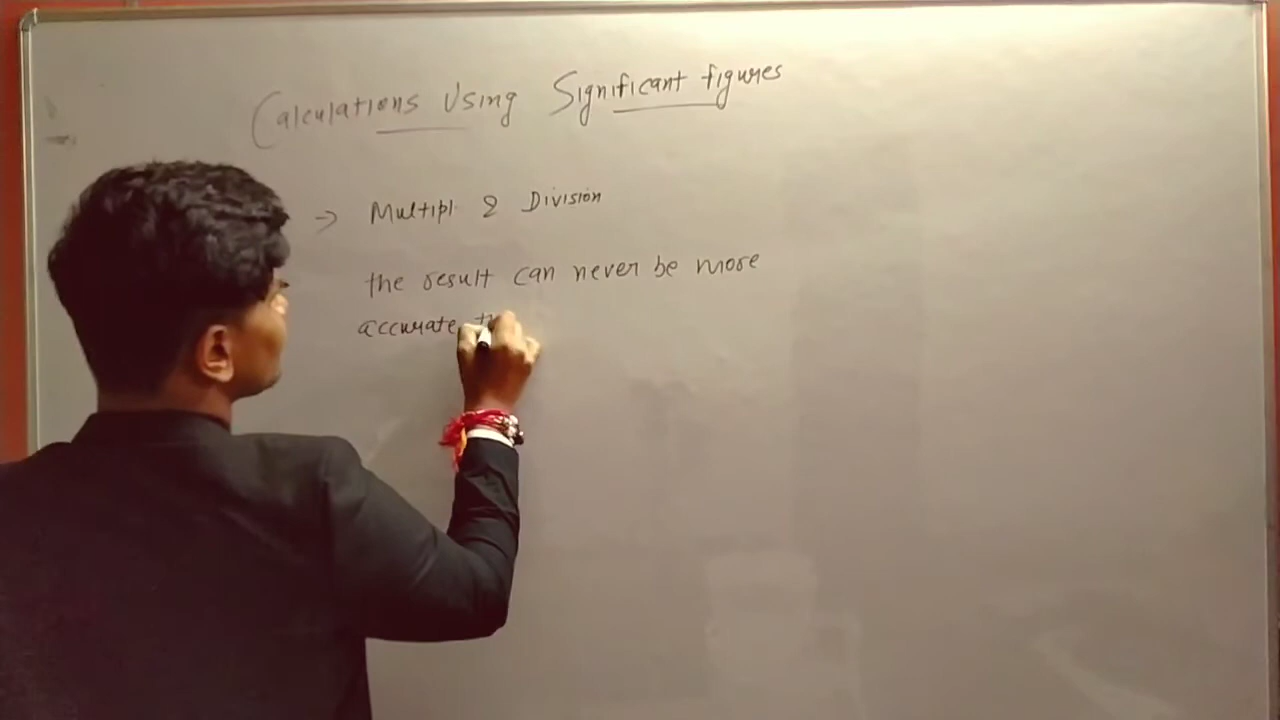 Calculations Using Significant figures
→ Multipl. & Division
the result can never be more
accurate